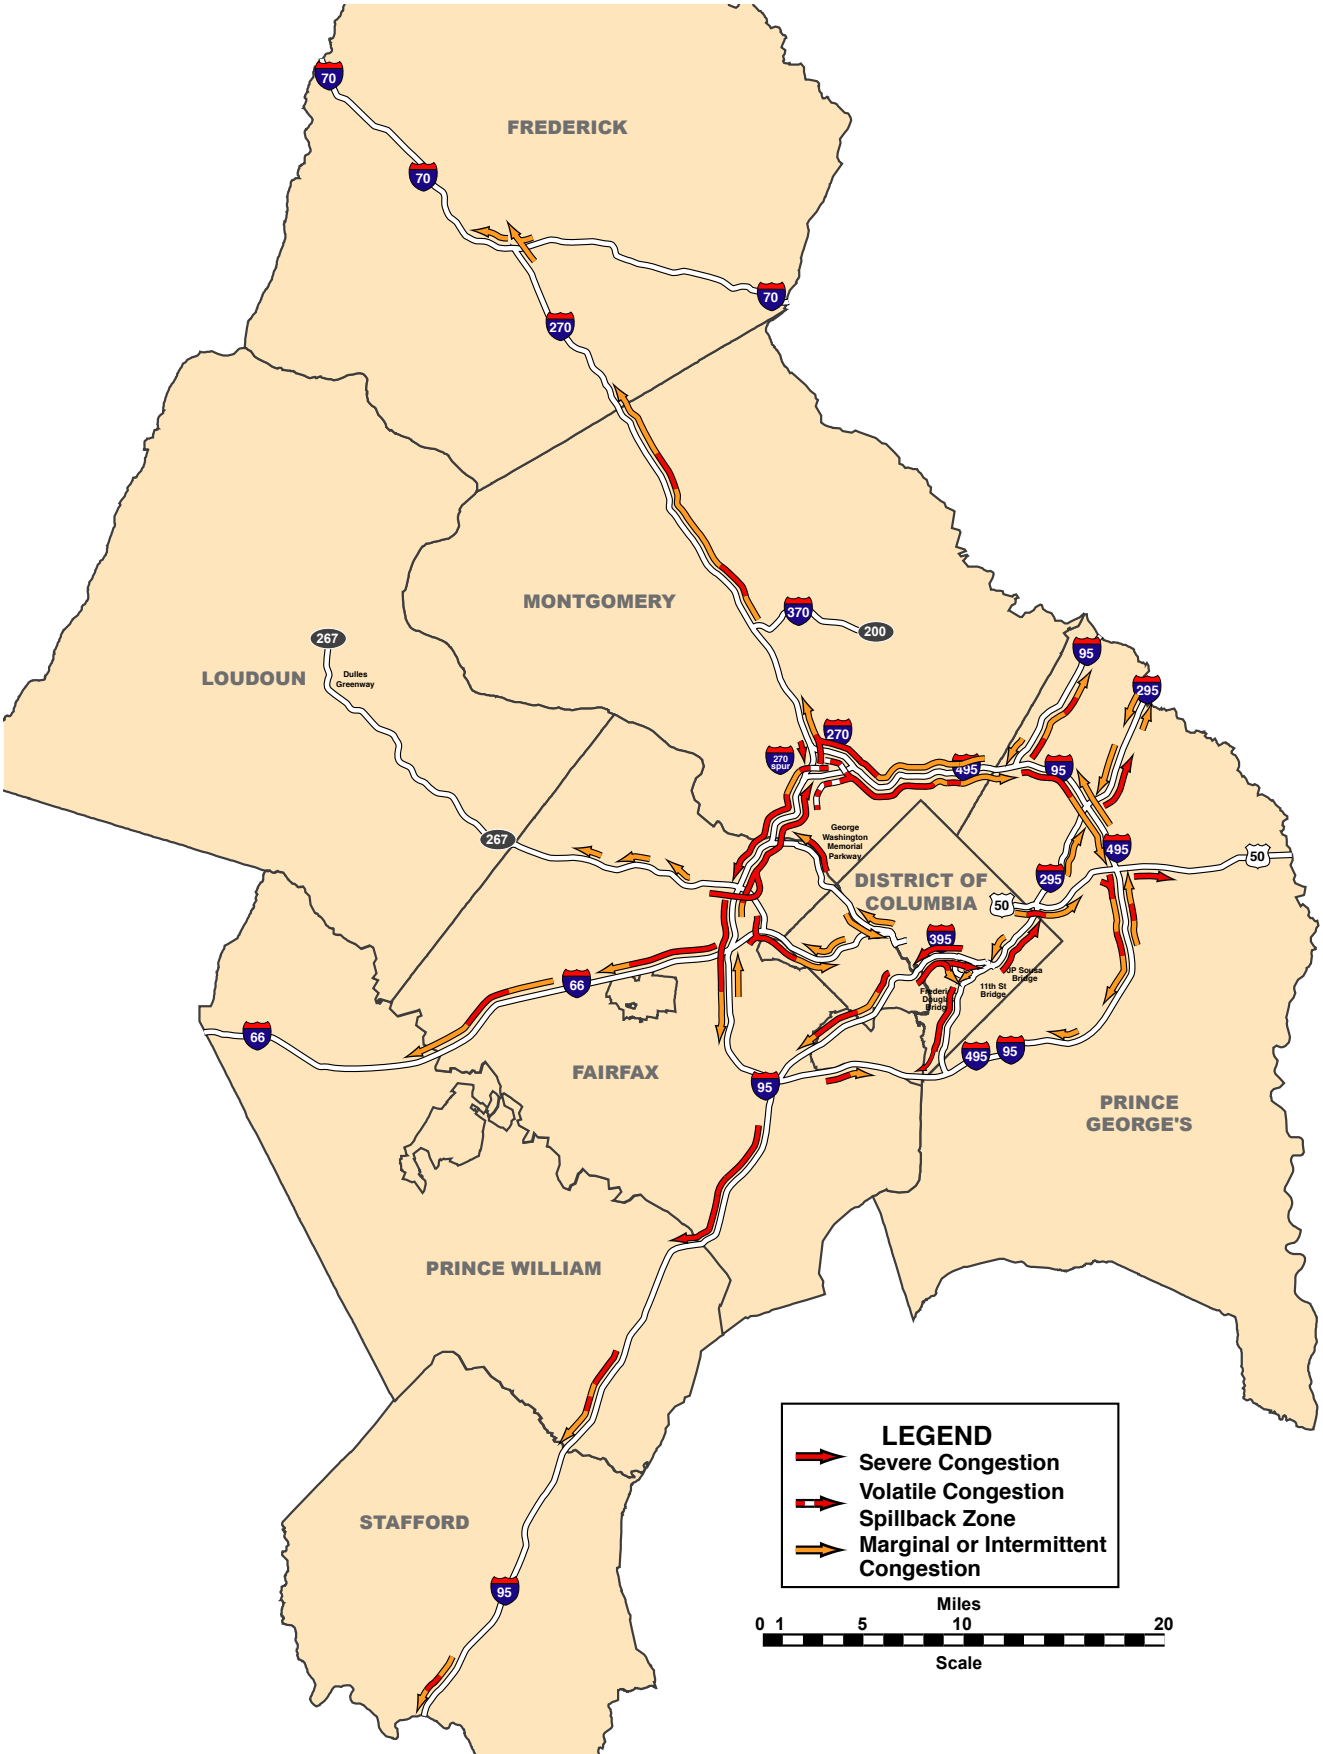 70
FREDERICK
70
70
270
MONTGOMERY
370
200
267
95
LOUDOUN
Dulles
Greenway
295
270
270
spur
495
95
George
Washington
Memorial
Parkway
267
495
50
DISTRICT OF
COLUMBIA
295
50
395
JP Sousa
Bridge
66
11th St
Bridge
66
495
95
FAIRFAX
95
PRINCE
GEORGE'S
PRINCE WILLIAM
LEGEND
Severe Congestion
Volatile Congestion
Spillback Zone
Marginal or Intermittent
Congestion
STAFFORD
95
Miles
0 1 5 10 20
Scale